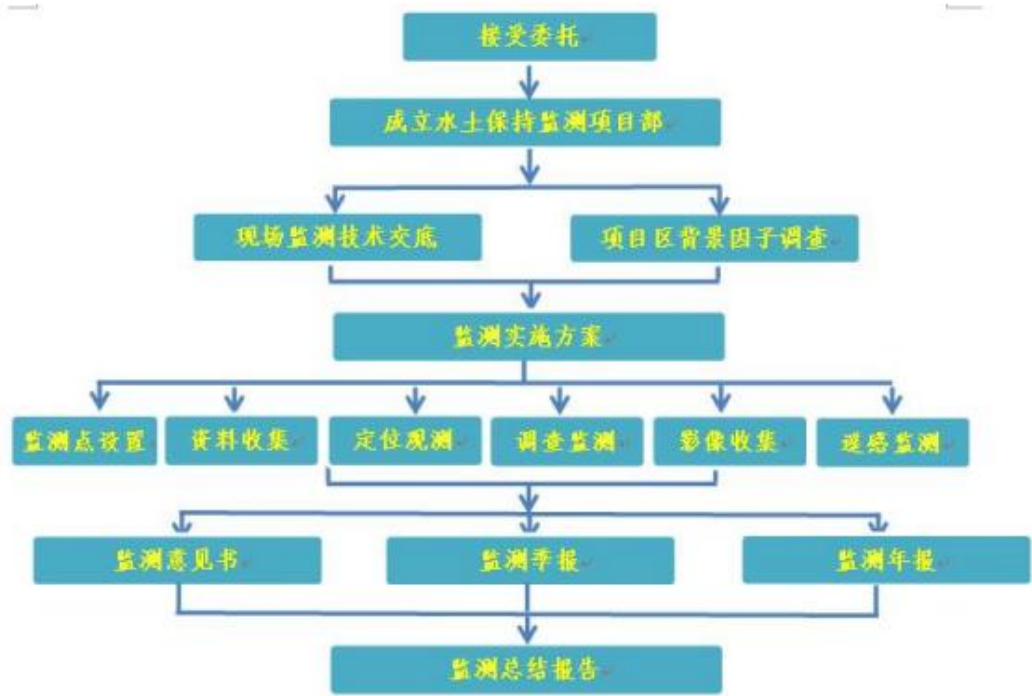 接受委托
成立水土保持监测项目部
现场监测技术交底
项目区背景因子调查
监测实施方案
监测点设置
资料收集
定位观测
调查监测
影像收集
遥感监测
监测意见书
监测季报
监测年报
监测总结报告